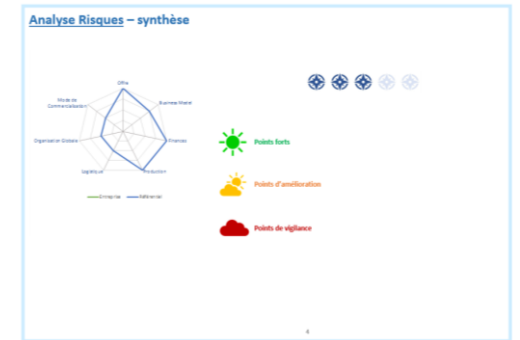 Analyse Risques – synthèse
Offre
Business Model
Finances
Production
Logistique
Organisation Globale
Mode de
Commercialisation
Entreprise
Référentiel
Points forts
Points d'amélioration
Points de vigilance
4